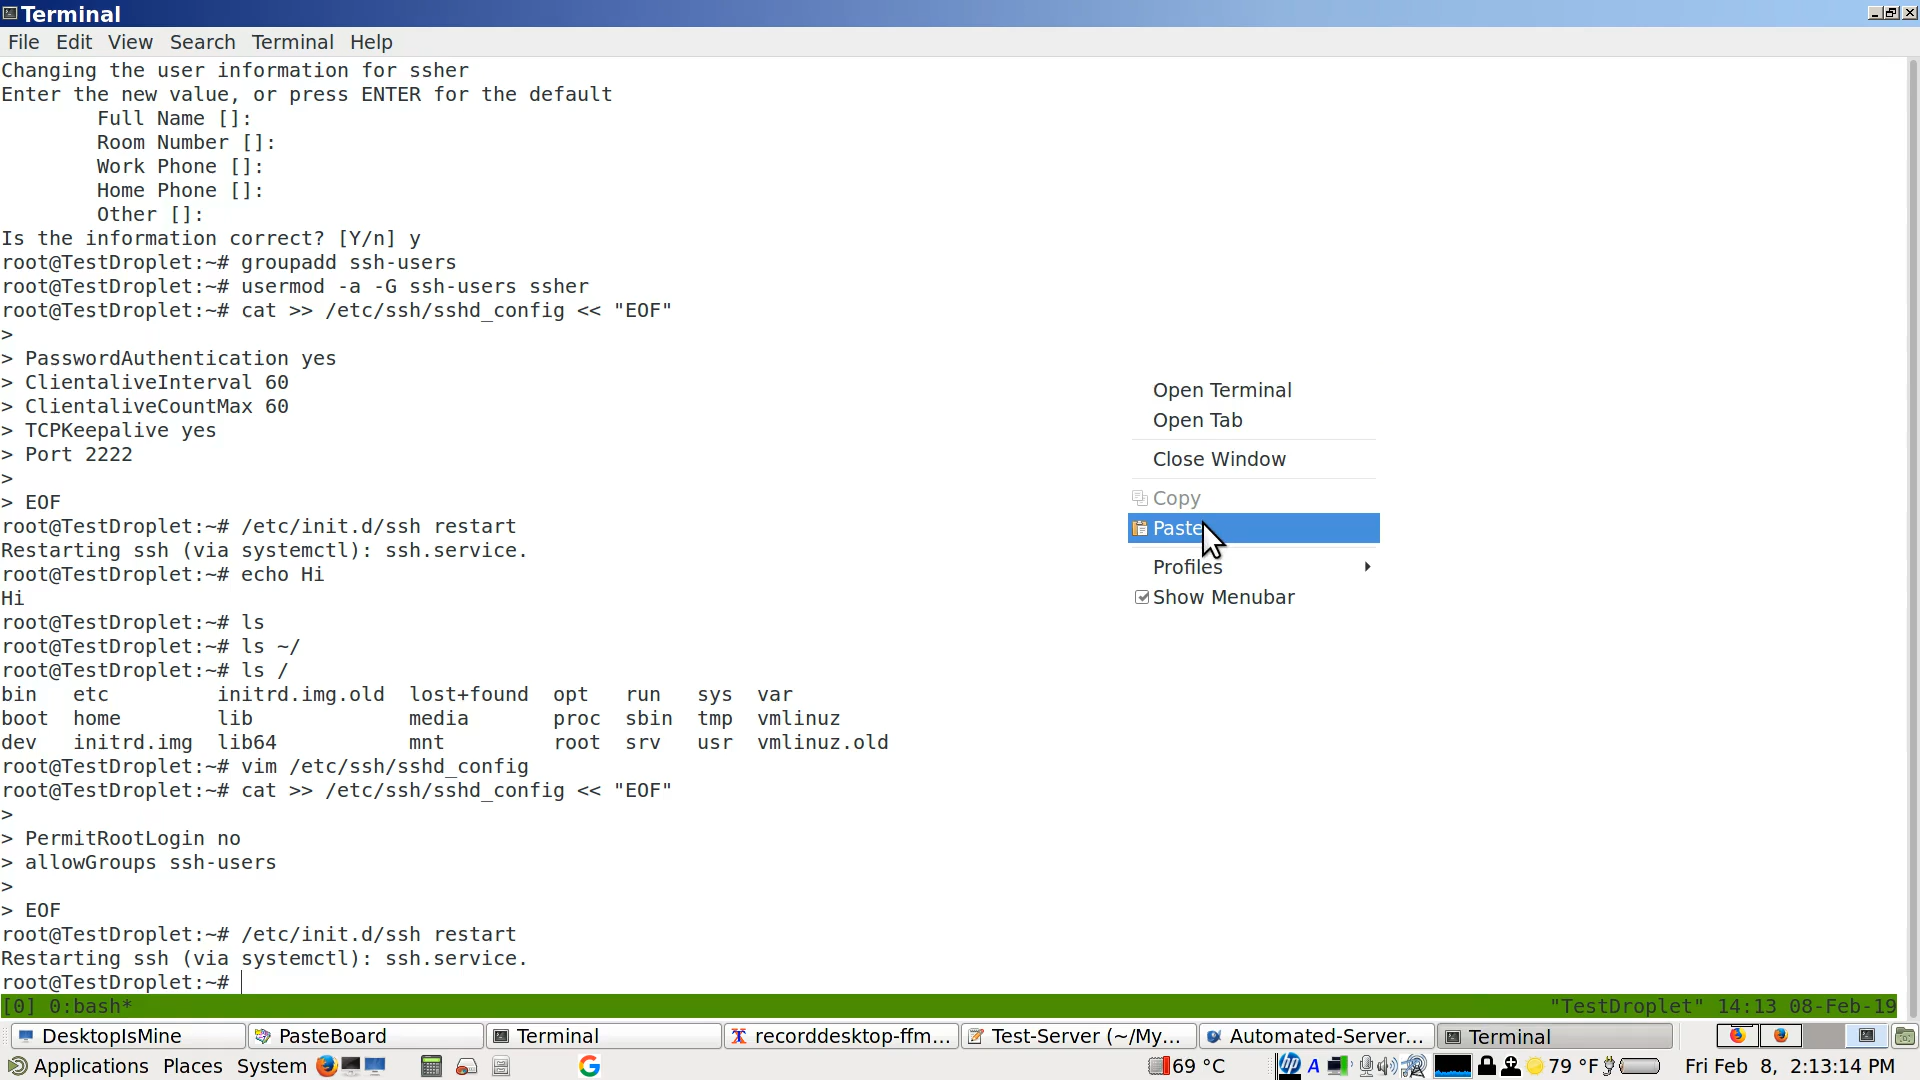 Terminal
File Edit View Search Terminal Help
Changing the user information for ssher
Enter the new value, or press ENTER for the default
Full Name []:
Room Number []:
Work Phone []:
Home Phone []:
Other []:
Is the information correct? [Y/n] y
root@TestDroplet:~# groupadd ssh-users
root@TestDroplet:~# usermod -a -G ssh-users ssher
root@TestDroplet:~# cat >> /etc/ssh/sshd_config << "EOF"
>
> PasswordAuthentication yes
> ClientaliveInterval 60
> ClientaliveCountMax 60
> TCPKeepalive yes
> Port 2222
>
> EOF
root@TestDroplet:~# /etc/init.d/ssh restart
Restarting ssh (via systemctl): ssh.service.
root@TestDroplet:~# echo Hi
Hi
root@TestDroplet:~# ls
root@TestDroplet:~# ls ~/
root@TestDroplet:~# ls /
bin etc initrd.img.old lost+found opt run sys var
boot home lib media proc sbin tmp vmlinuz
dev initrd.img lib64 mnt root srv usr vmlinuz.old
root@TestDroplet:~# vim /etc/ssh/sshd_config
root@TestDroplet:~# cat >> /etc/ssh/sshd_config << "EOF"
>
> PermitRootLogin no
> allowGroups ssh-users
>
> EOF
root@TestDroplet:~# /etc/init.d/ssh restart
Restarting ssh (via systemctl): ssh.service.
root@TestDroplet:~#
Open Terminal
Open Tab
Close Window
Copy
Paste
Profiles
Show Menubar
[0] 0:bash* "TestDroplet" 14:13 08-Feb-19
DesktopIsMine PasteBoard Terminal recorddesktop-ffm... Test-Server (~/My... Automated-Server... Terminal
Applications Places System G 69 °C hp A 79 °F Fri Feb 8, 2:13:14 PM